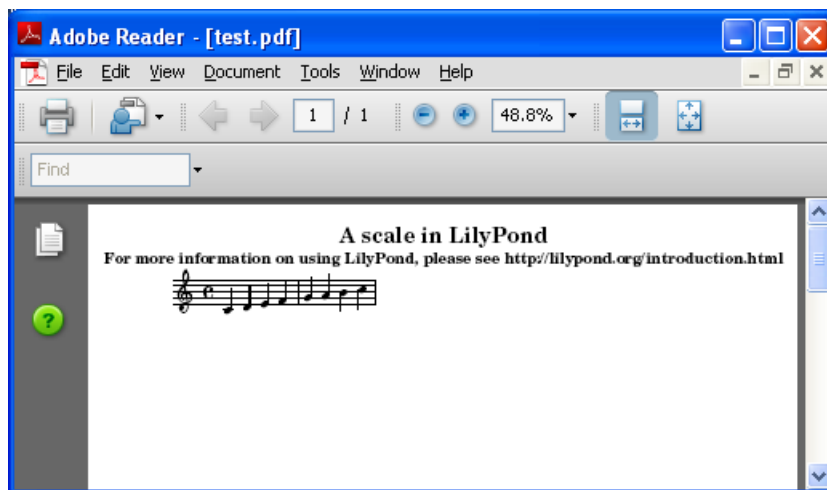 Adobe Reader - [test.pdf]
File Edit View Document Tools Window Help
1 / 1 48.8%
Find
A scale in LilyPond
For more information on using LilyPond, please see http://lilypond.org/introduction.html